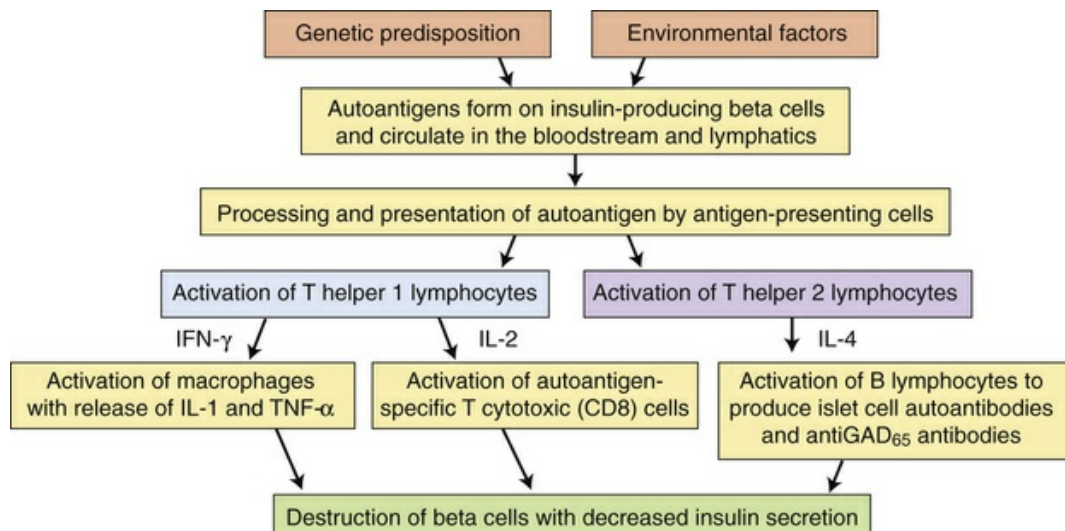 Genetic predisposition
Environmental factors
Autoantigens form on insulin-producing beta cells
and circulate in the bloodstream and lymphatics
Processing and presentation of autoantigen by antigen-presenting cells
Activation of T helper 1 lymphocytes
Activation of T helper 2 lymphocytes
IFN-γ
IL-2
IL-4
Activation of macrophages
with release of IL-1 and TNF-α
Activation of autoantigen-
specific T cytotoxic (CD8) cells
Activation of B lymphocytes to
produce islet cell autoantibodies
and antiGAD₆₅ antibodies
Destruction of beta cells with decreased insulin secretion